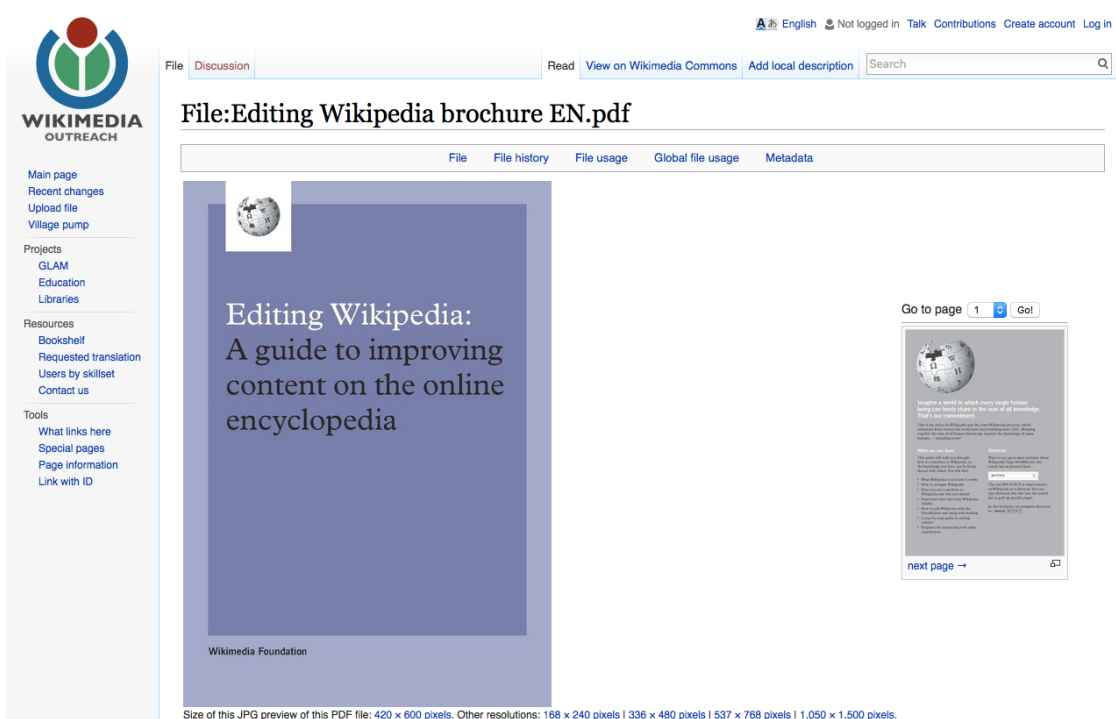 English Not logged in Talk Contributions Create account Log in
File Discussion Read View on Wikimedia Commons Add local description Search
WIKIMEDIA
OUTREACH
File:Editing Wikipedia brochure EN.pdf
File File history File usage Global file usage Metadata
Main page
Recent changes
Upload file
Village pump
Projects
GLAM
Education
Libraries
Resources
Bookshelf
Requested translation
Users by skillset
Contact us
Tools
What links here
Special pages
Page information
Link with ID
Editing Wikipedia:
A guide to improving
content on the online
encyclopedia
Wikimedia Foundation
Go to page 1 Go!
Imagine a world in which every single human
being can freely share in the sum of all knowledge.
That's our commitment.
What you can learn
Shortcuts
next page →
Size of this JPG preview of this PDF file: 420 × 600 pixels. Other resolutions: 168 × 240 pixels | 336 × 480 pixels | 537 × 768 pixels | 1,050 × 1,500 pixels.